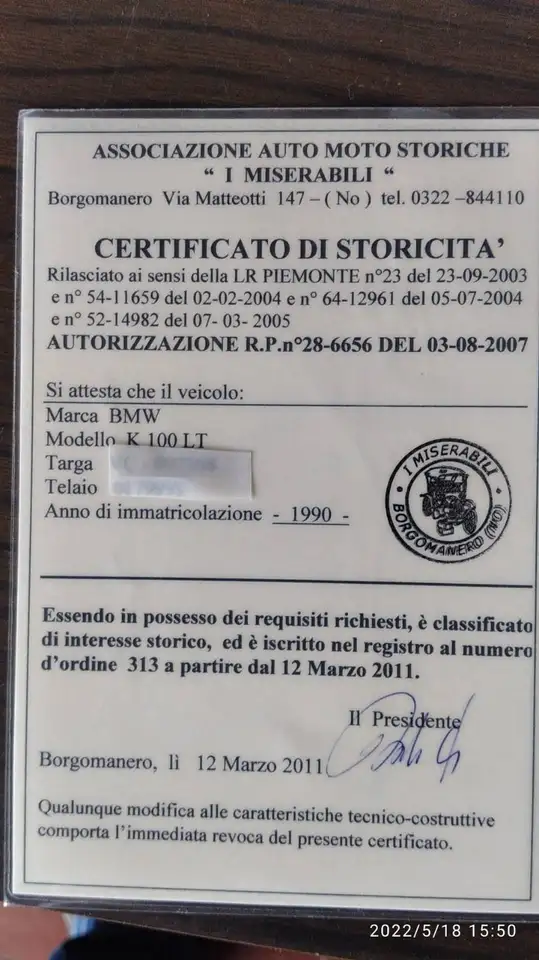 ASSOCIAZIONE AUTO MOTO STORICHE
“ I MISERABILI “
Borgomanero Via Matteotti 147 – ( No ) tel. 0322 –844110
CERTIFICATO DI STORICITA’
Rilasciato ai sensi della LR PIEMONTE n°23 del 23-09-2003
e n° 54-11659 del 02-02-2004 e n° 64-12961 del 05-07-2004
e n° 52-14982 del 07- 03- 2005
AUTORIZZAZIONE R.P.n°28-6656 DEL 03-08-2007
Si attesta che il veicolo:
Marca BMW
Modello K 100 LT
Targa
Telaio
Anno di immatricolazione - 1990 -
I MISERABILI
BORGOMANERO (NO)
Essendo in possesso dei requisiti richiesti, è classificato
di interesse storico, ed è iscritto nel registro al numero
d’ordine 313 a partire dal 12 Marzo 2011.
Il Presidente
Borgomanero, lì 12 Marzo 2011
Qualunque modifica alle caratteristiche tecnico-costruttive
comporta l’immediata revoca del presente certificato.
2022/5/18 15:50